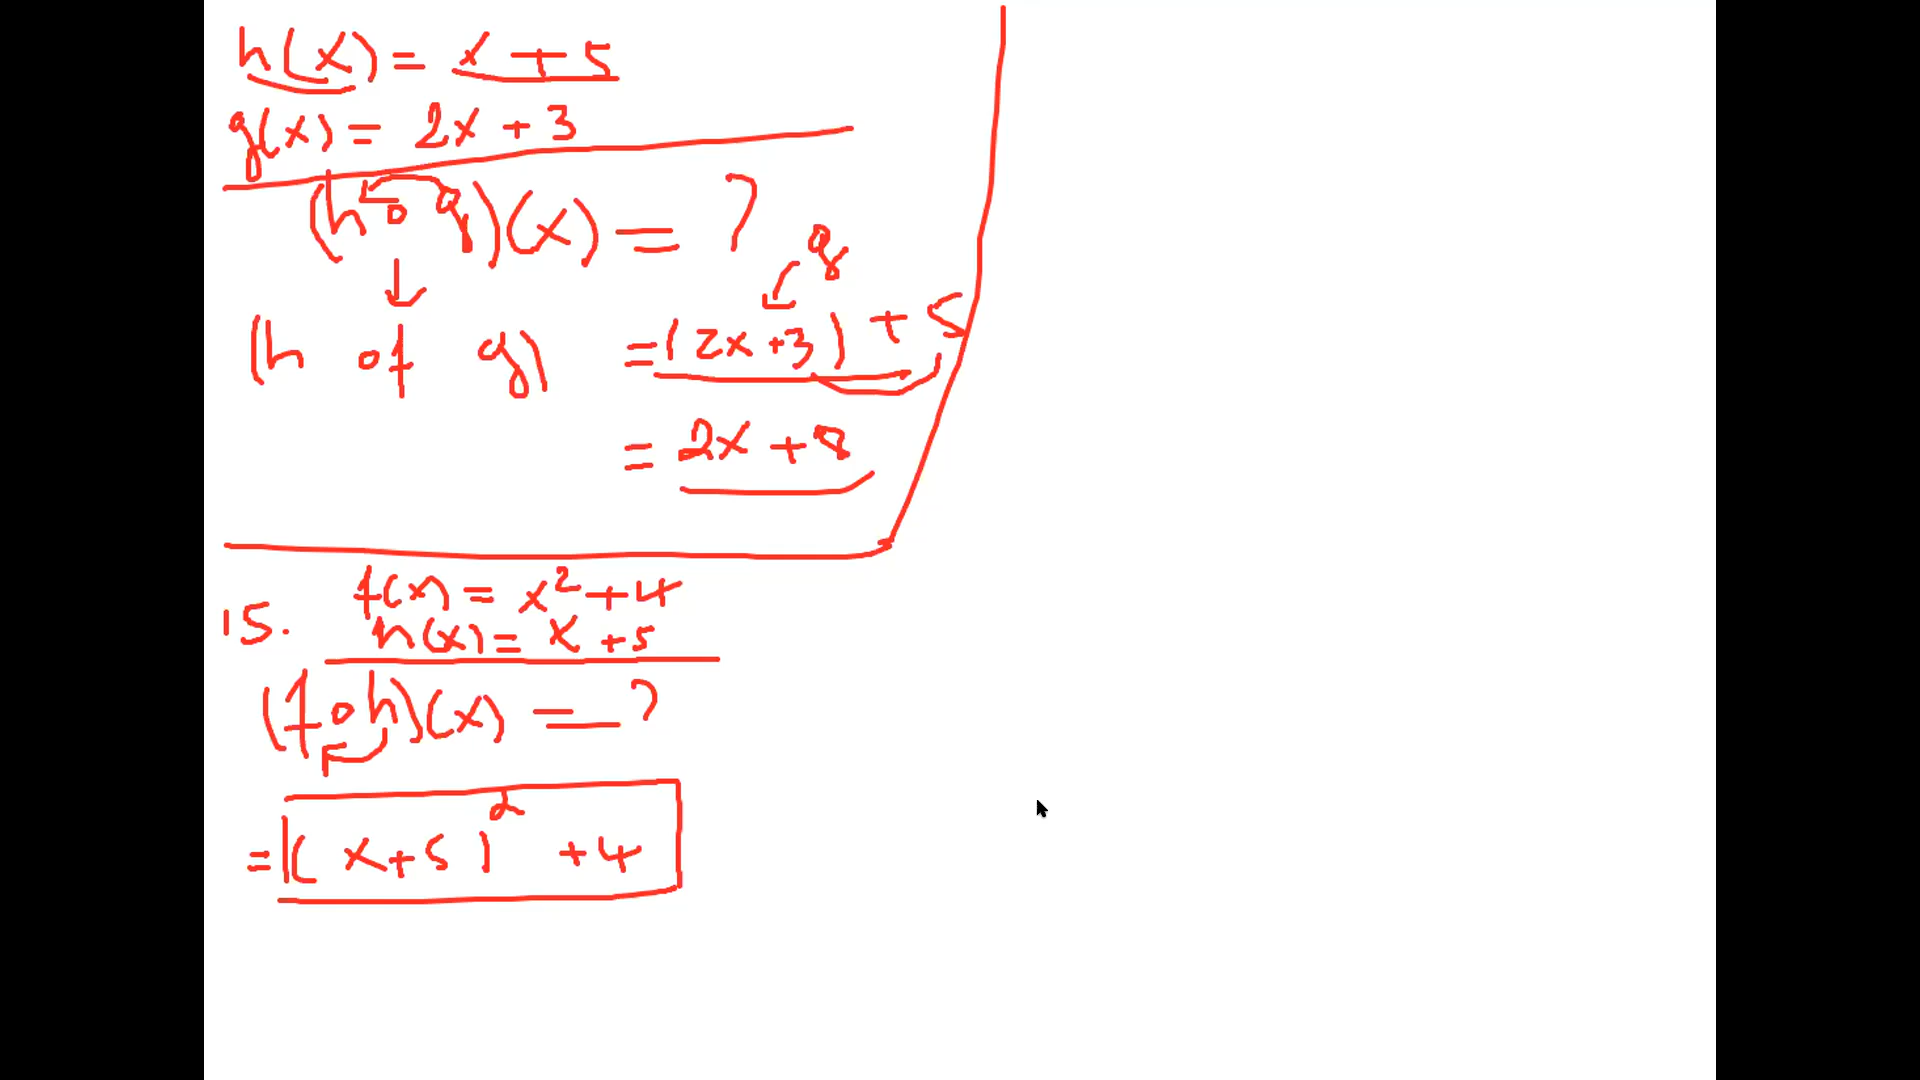 h(x) = x + 5
g(x) = 2x + 3
(h o g)(x) = ?
g
(h of g) = (2x+3) + 5
= 2x + 8
15. f(x) = x² + 4
h(x) = x + 5
(f o h)(x) = ?
= (x+5)² + 4